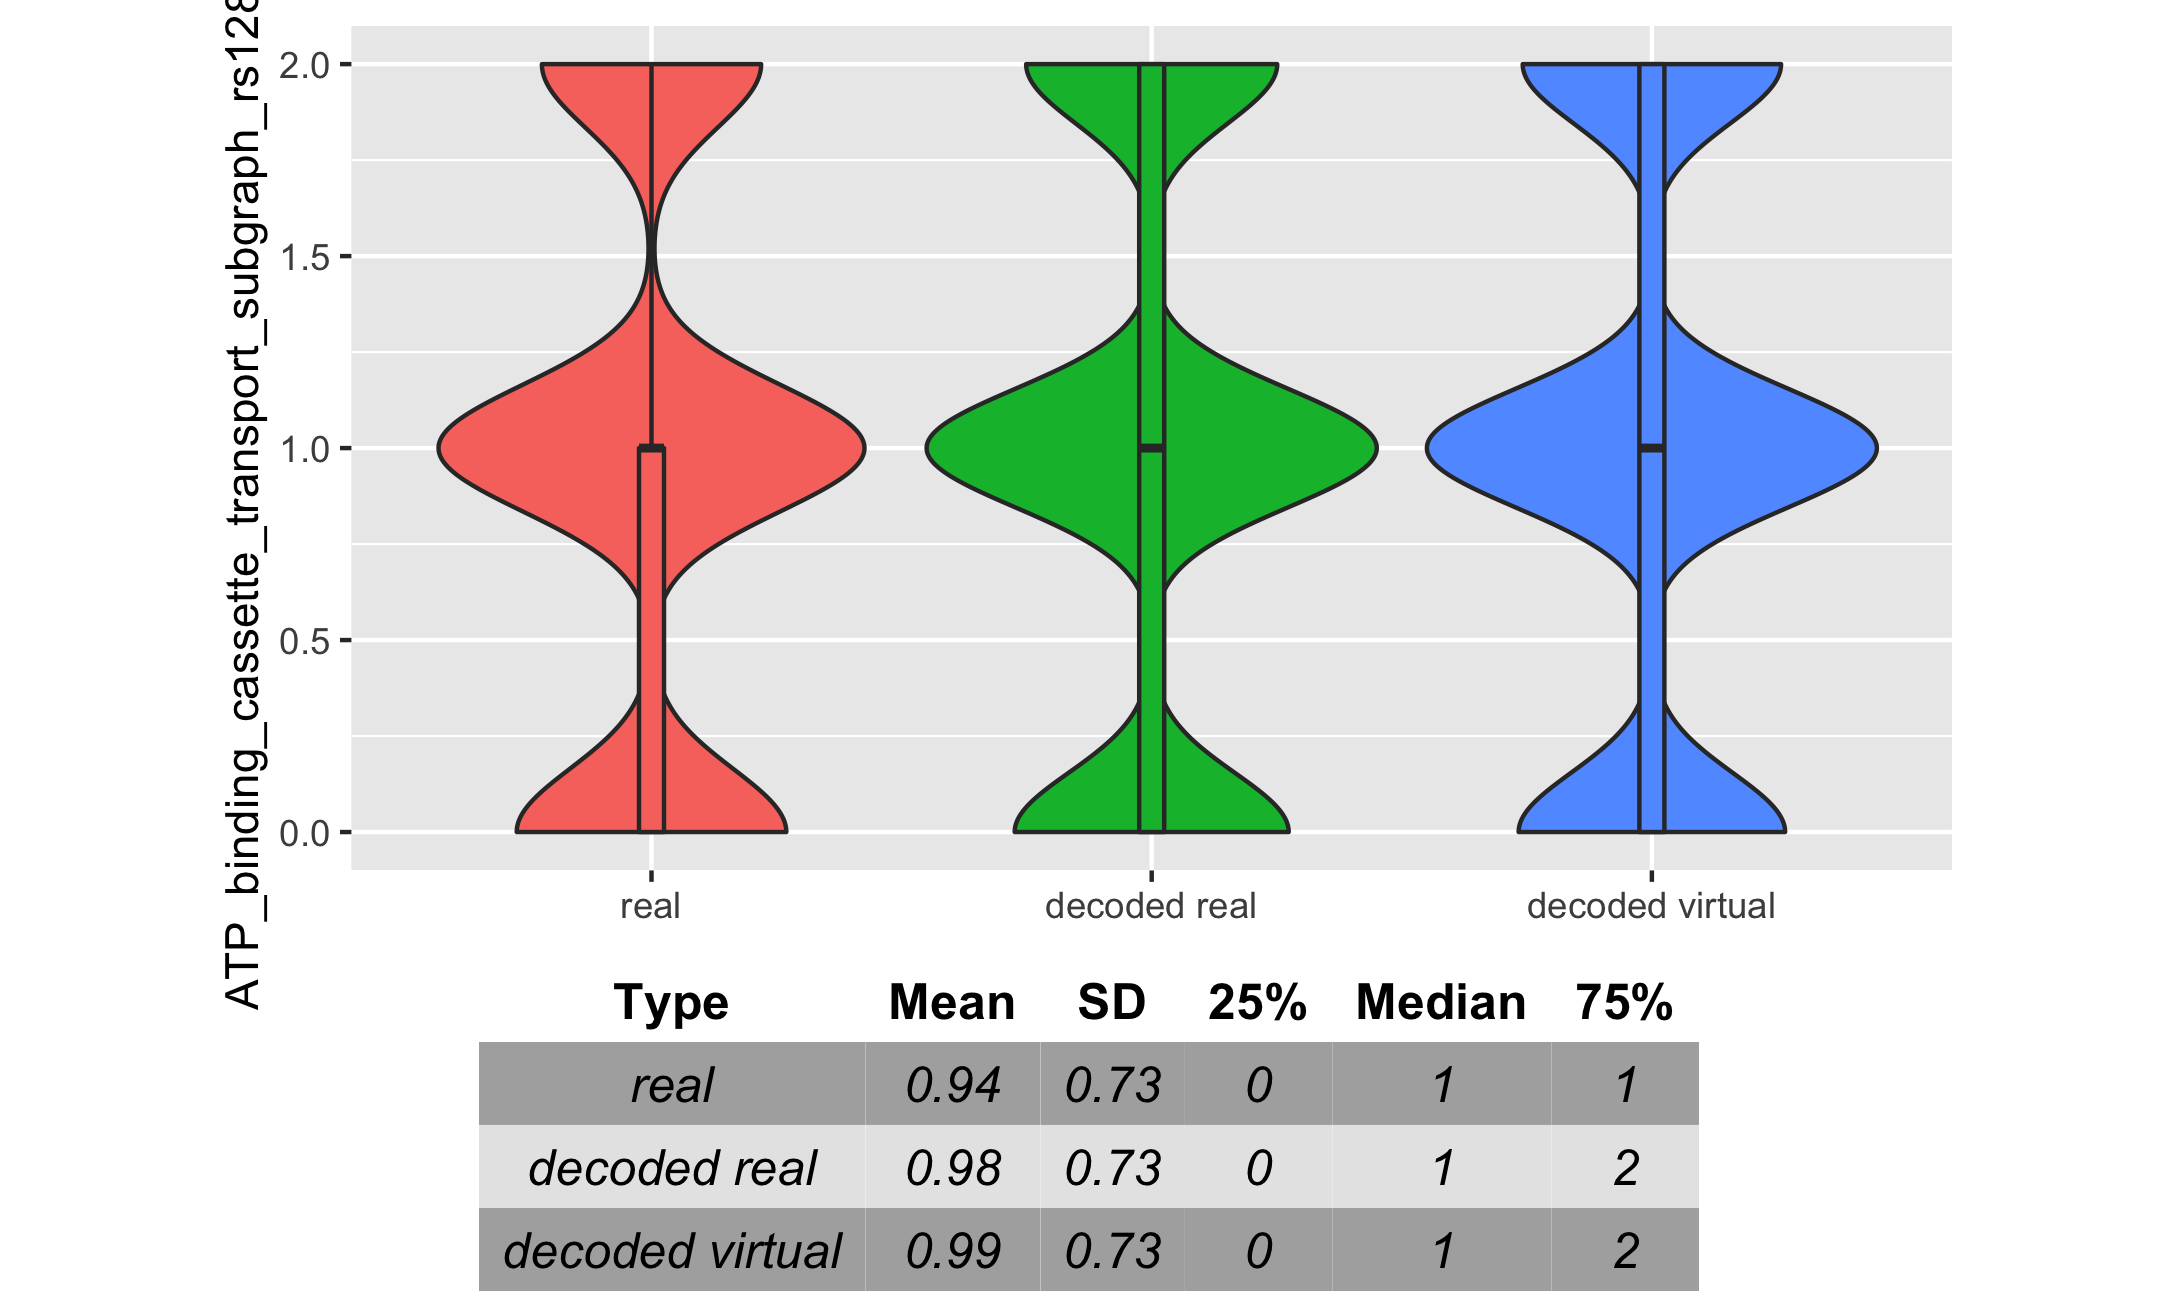 ATP_binding_cassette_transport_subgraph_rs128
2.0
1.5
1.0
0.5
0.0
real decoded real decoded virtual
Type Mean SD 25% Median 75%
real 0.94 0.73 0 1 1
decoded real 0.98 0.73 0 1 2
decoded virtual 0.99 0.73 0 1 2